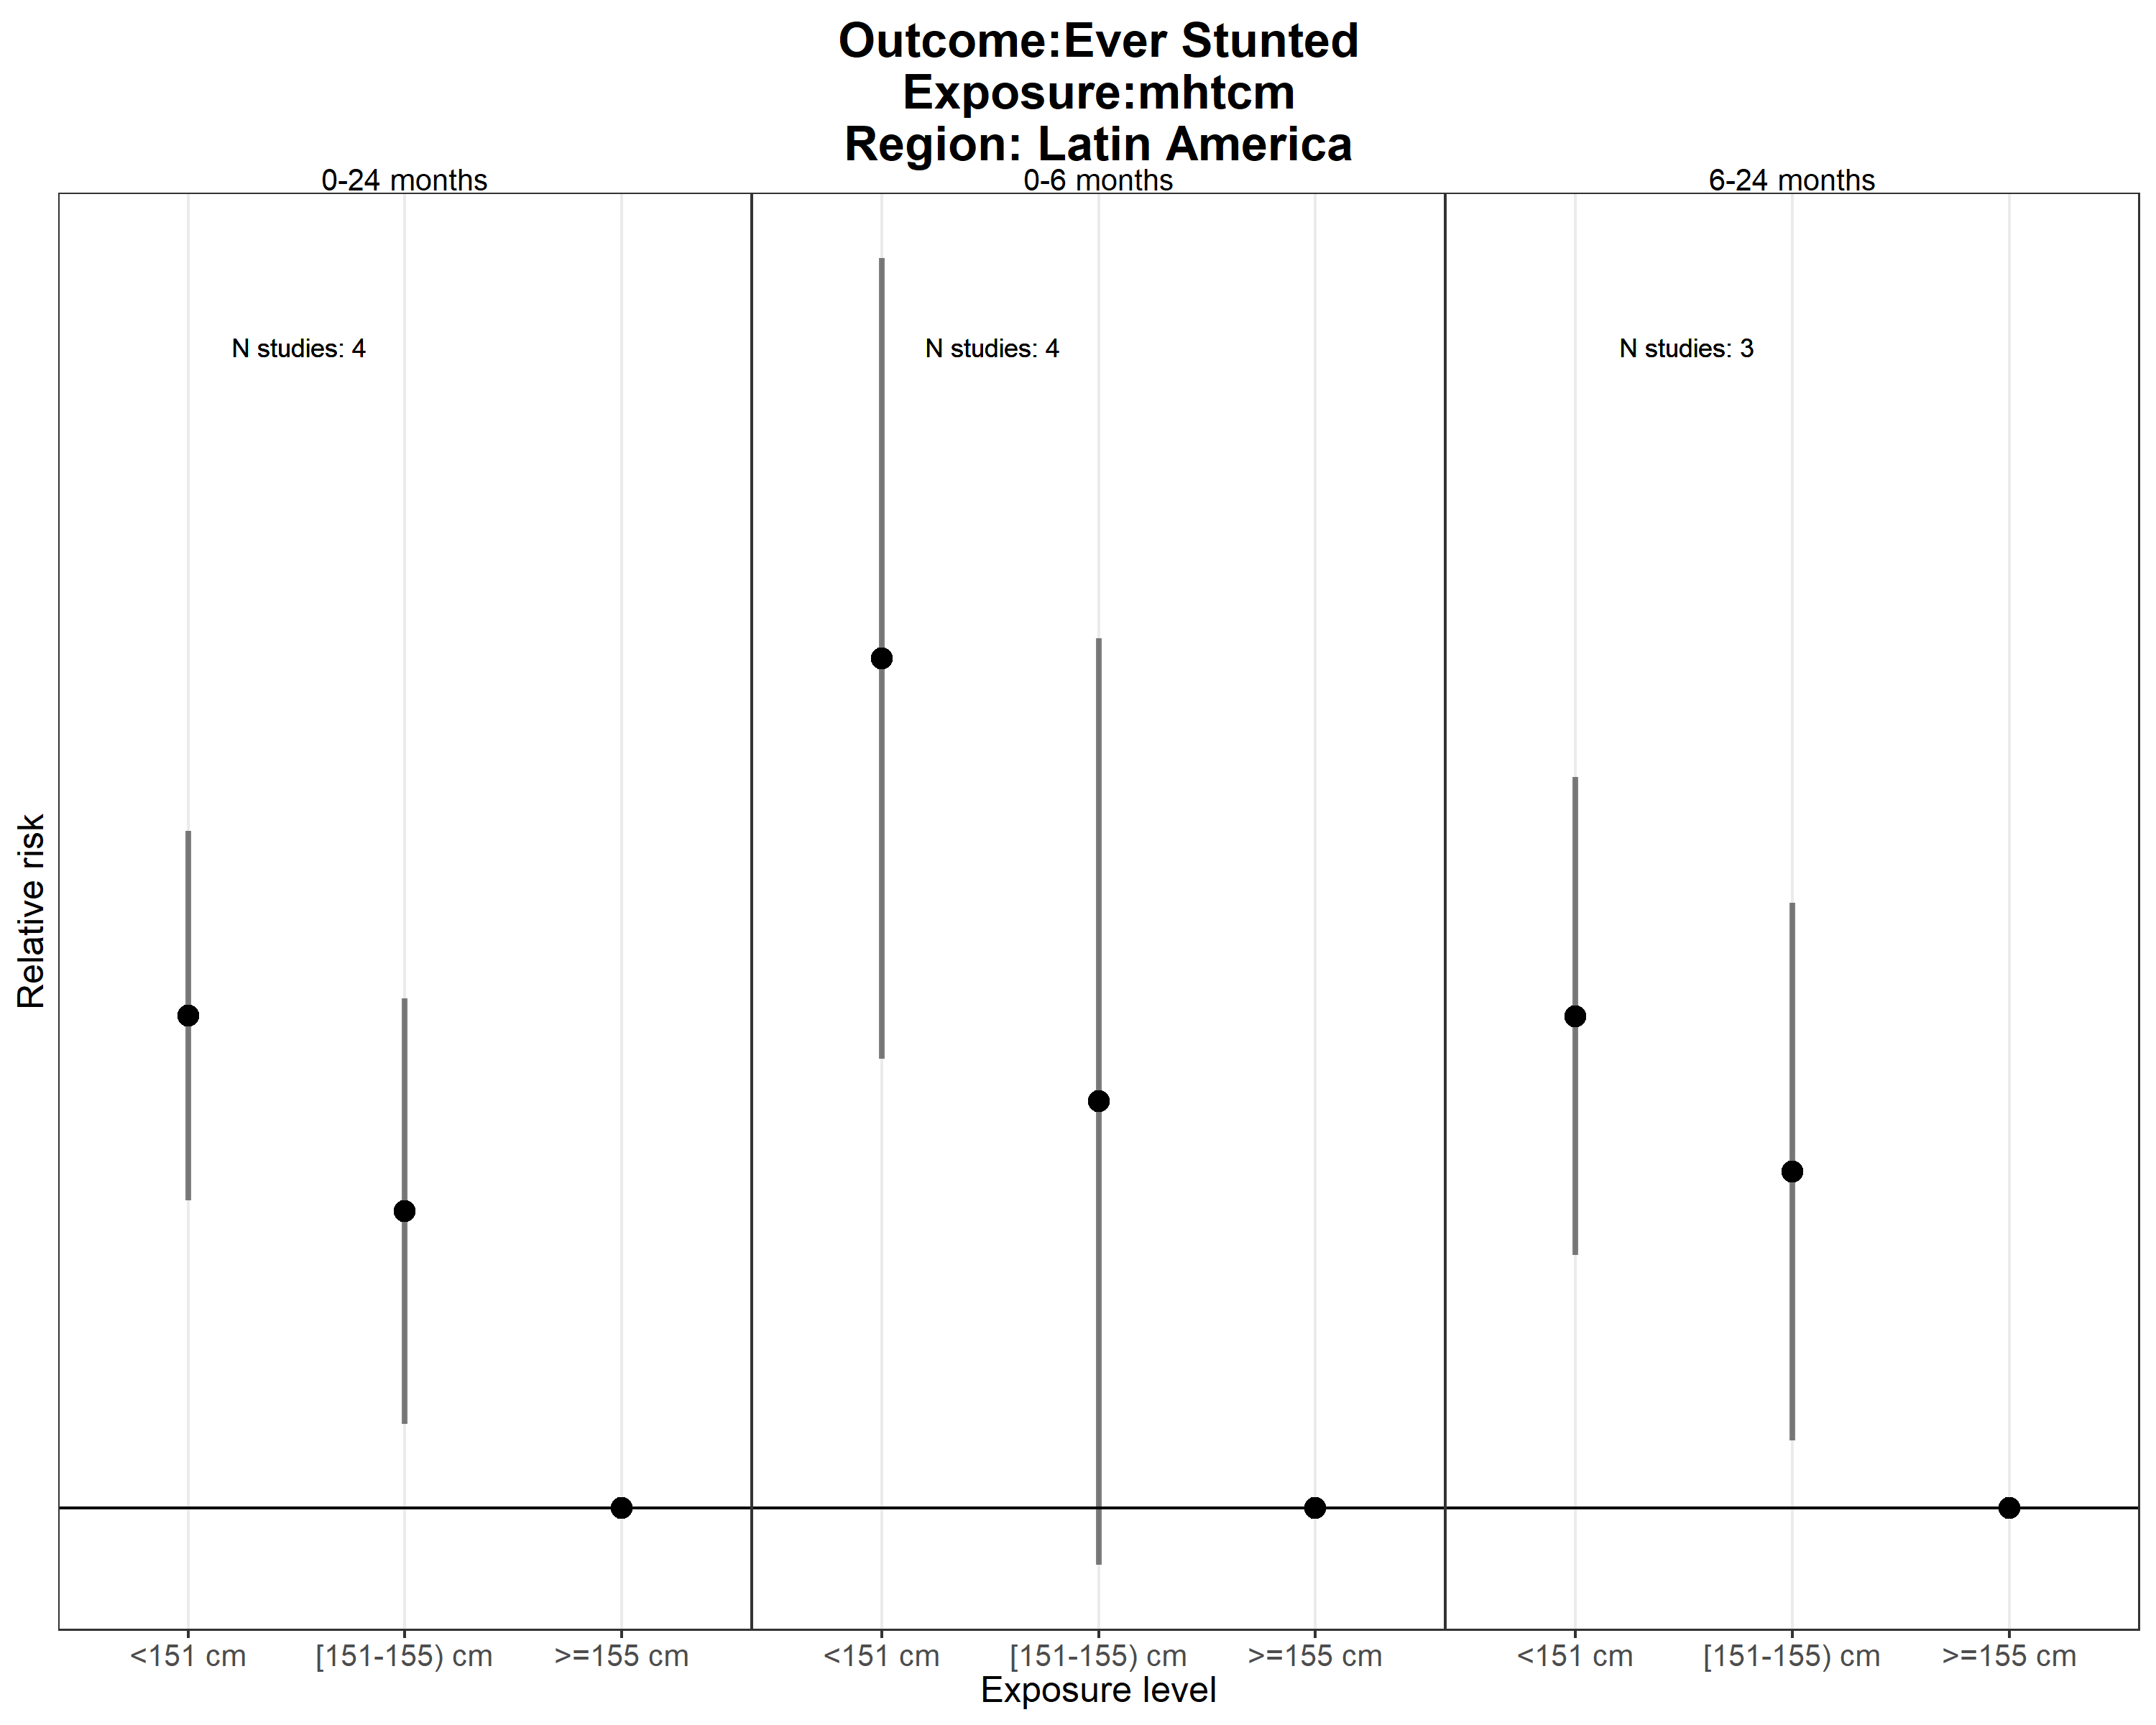 Outcome:Ever Stunted
Exposure:mhtcm
Region: Latin America
0-24 months
0-6 months
6-24 months
N studies: 4
N studies: 4
N studies: 3
Relative risk
<151 cm
[151-155) cm
>=155 cm
<151 cm
[151-155) cm
>=155 cm
<151 cm
[151-155) cm
>=155 cm
Exposure level